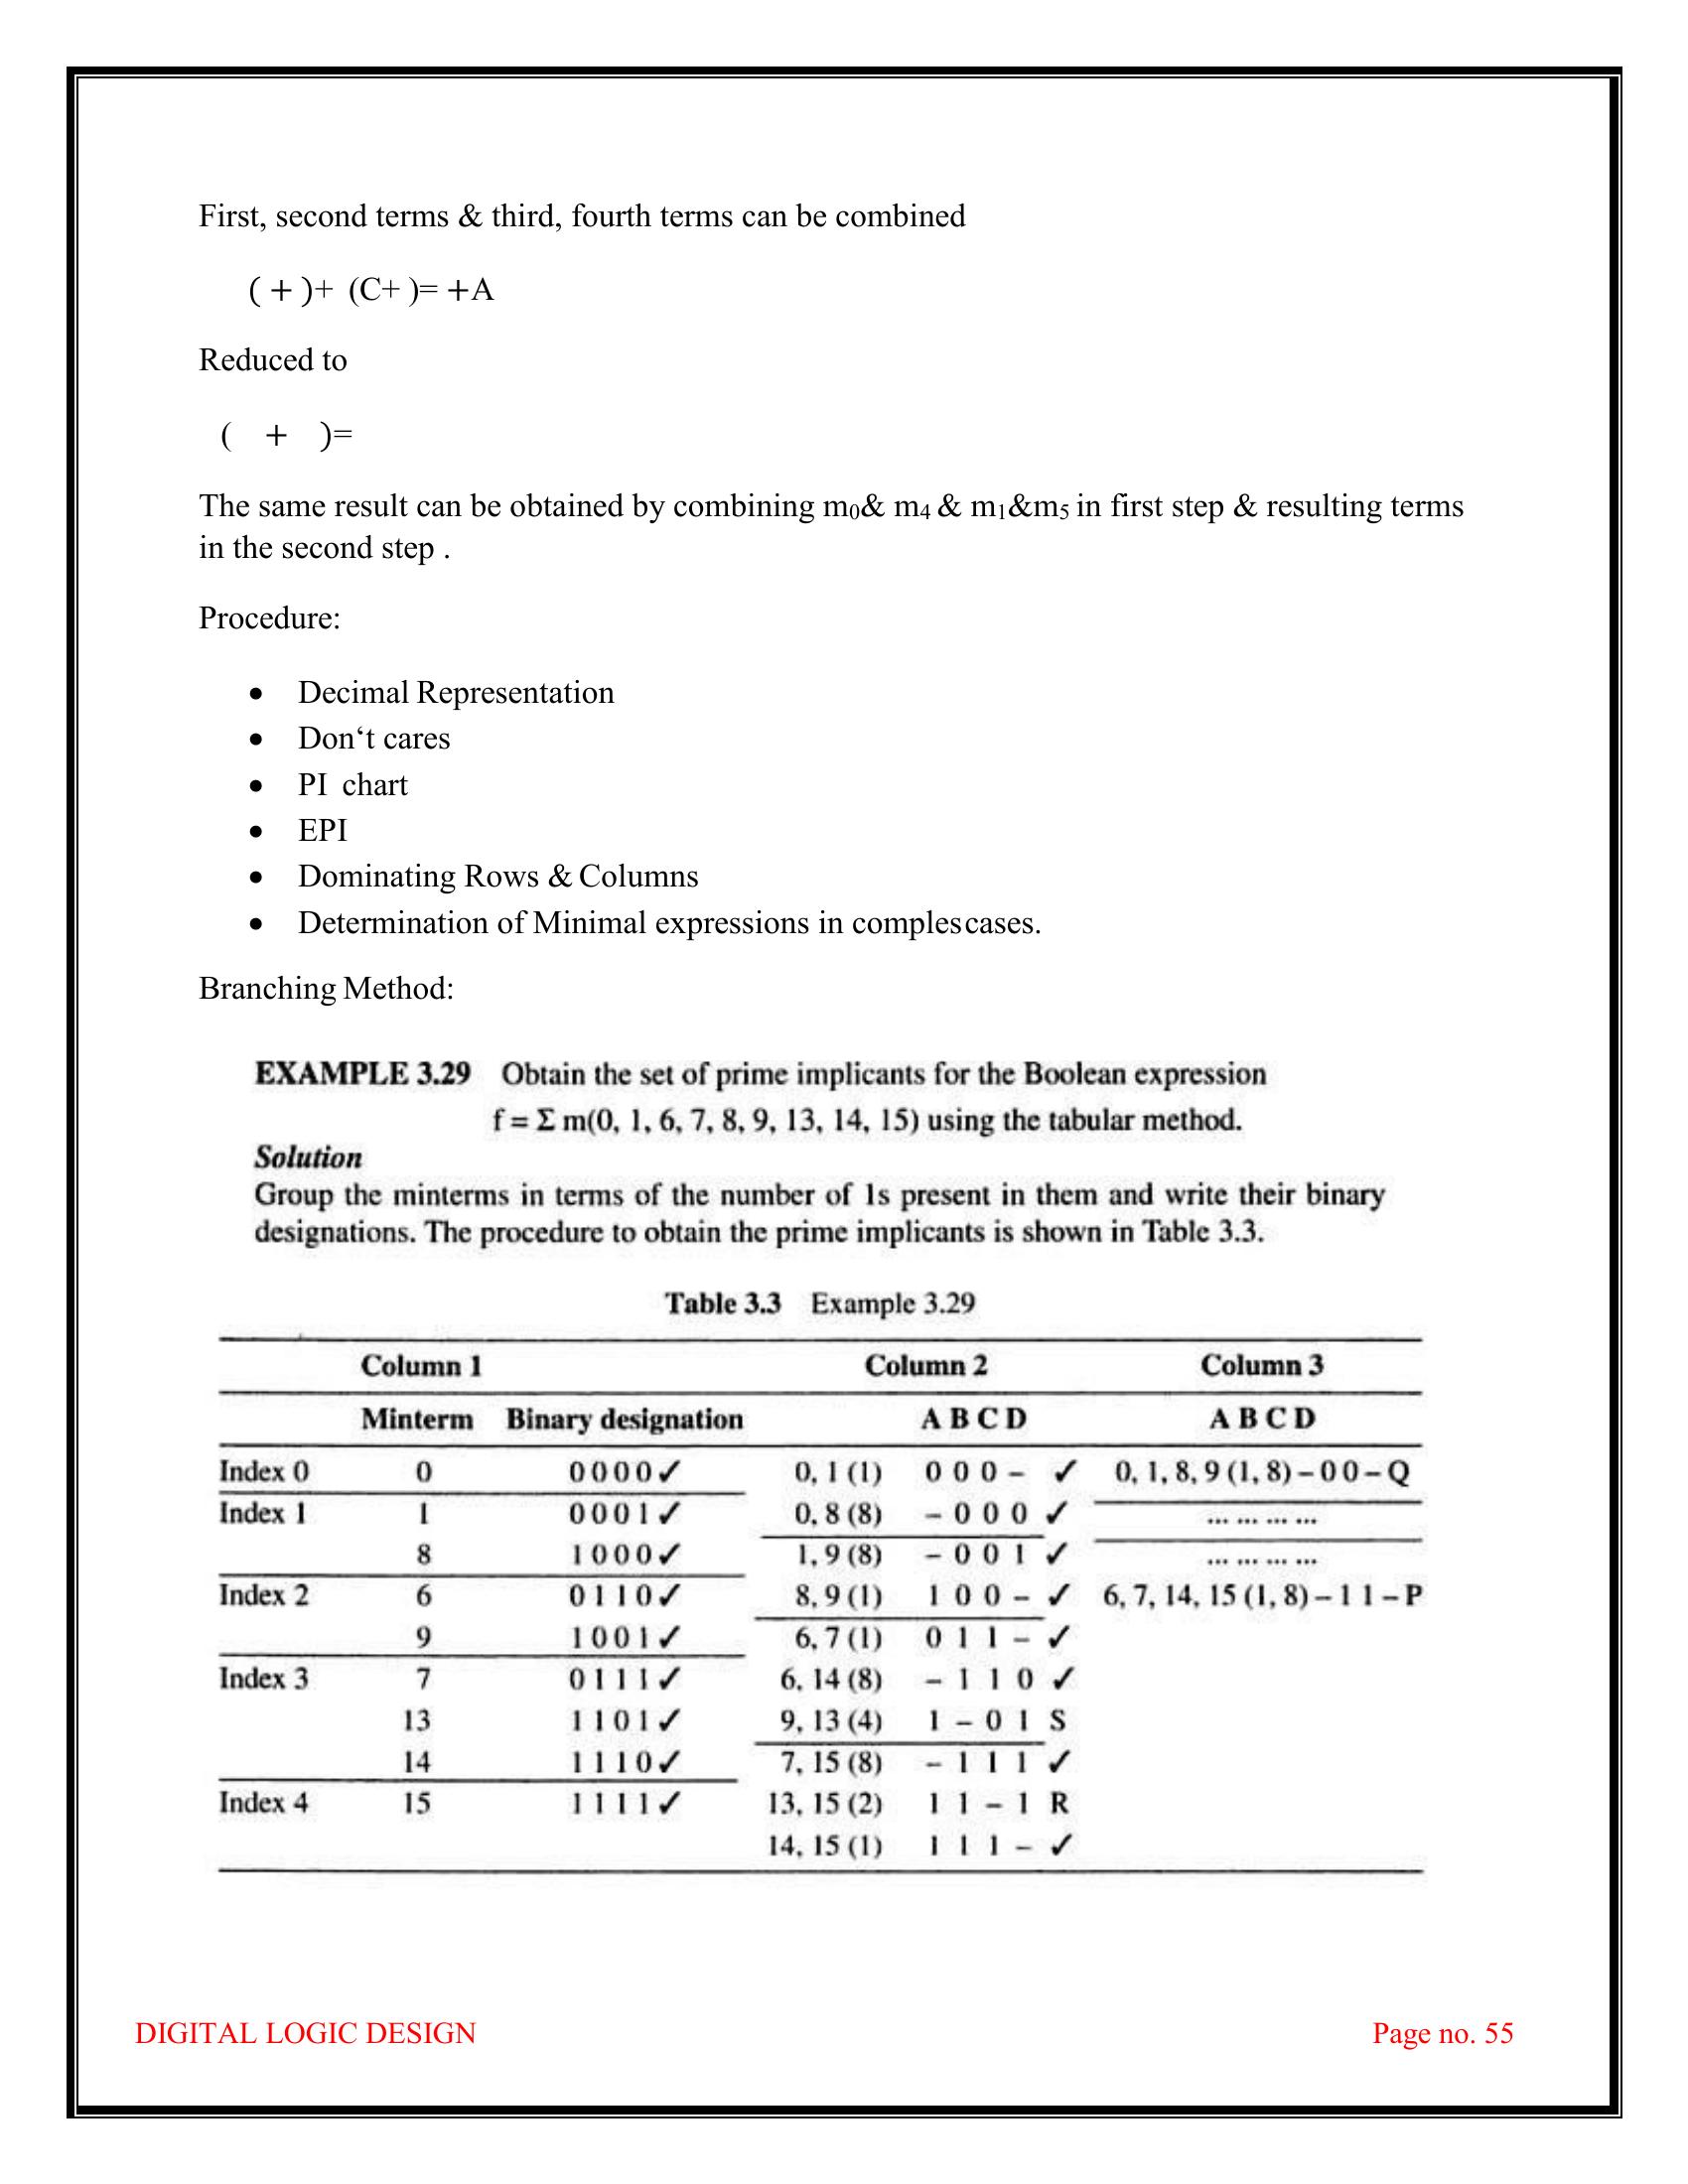 First, second terms & third, fourth terms can be combined
( + )+ (C+ )= +A
Reduced to
( + )=
The same result can be obtained by combining m₀& m₄ & m₁&m₅ in first step & resulting terms
in the second step .
Procedure:
• Decimal Representation
• Don‘t cares
• PI chart
• EPI
• Dominating Rows & Columns
• Determination of Minimal expressions in comples cases.
Branching Method:
EXAMPLE 3.29 Obtain the set of prime implicants for the Boolean expression
f = Σ m(0, 1, 6, 7, 8, 9, 13, 14, 15) using the tabular method.
Solution
Group the minterms in terms of the number of 1s present in them and write their binary
designations. The procedure to obtain the prime implicants is shown in Table 3.3.
Table 3.3 Example 3.29
Column 1 Column 2 Column 3
Minterm Binary designation A B C D A B C D
Index 0 0 0 0 0 0 ✓ 0, 1 (1) 0 0 0 – ✓ 0, 1, 8, 9 (1, 8) – 0 0 – Q
Index 1 1 0 0 0 1 ✓ 0, 8 (8) – 0 0 0 ✓ ... ... ... ...
8 1 0 0 0 ✓ 1, 9 (8) – 0 0 1 ✓ ... ... ... ...
Index 2 6 0 1 1 0 ✓ 8, 9 (1) 1 0 0 – ✓ 6, 7, 14, 15 (1, 8) – 1 1 – P
9 1 0 0 1 ✓ 6, 7 (1) 0 1 1 – ✓
Index 3 7 0 1 1 1 ✓ 6, 14 (8) – 1 1 0 ✓
13 1 1 0 1 ✓ 9, 13 (4) 1 – 0 1 S
14 1 1 1 0 ✓ 7, 15 (8) – 1 1 1 ✓
Index 4 15 1 1 1 1 ✓ 13, 15 (2) 1 1 – 1 R
14, 15 (1) 1 1 1 – ✓
DIGITAL LOGIC DESIGN Page no. 55